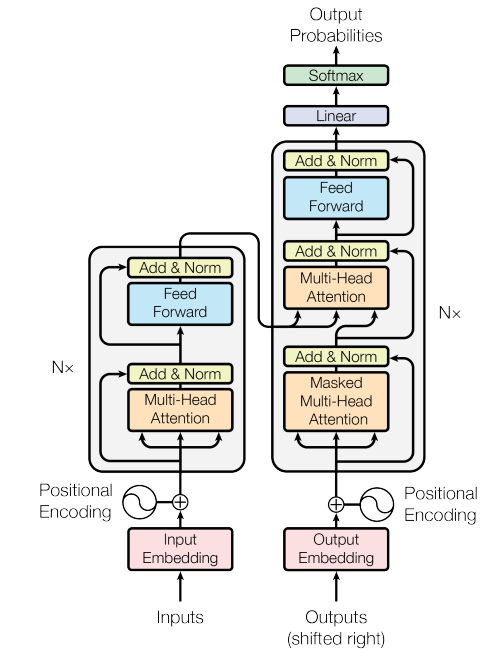 Output
Probabilities
Softmax
Linear
Add & Norm
Feed
Forward
Add & Norm
Multi-Head
Attention
Add & Norm
Masked
Multi-Head
Attention
N×
Add & Norm
Feed
Forward
Add & Norm
Multi-Head
Attention
N×
Positional
Encoding
Positional
Encoding
Input
Embedding
Output
Embedding
Inputs
Outputs
(shifted right)